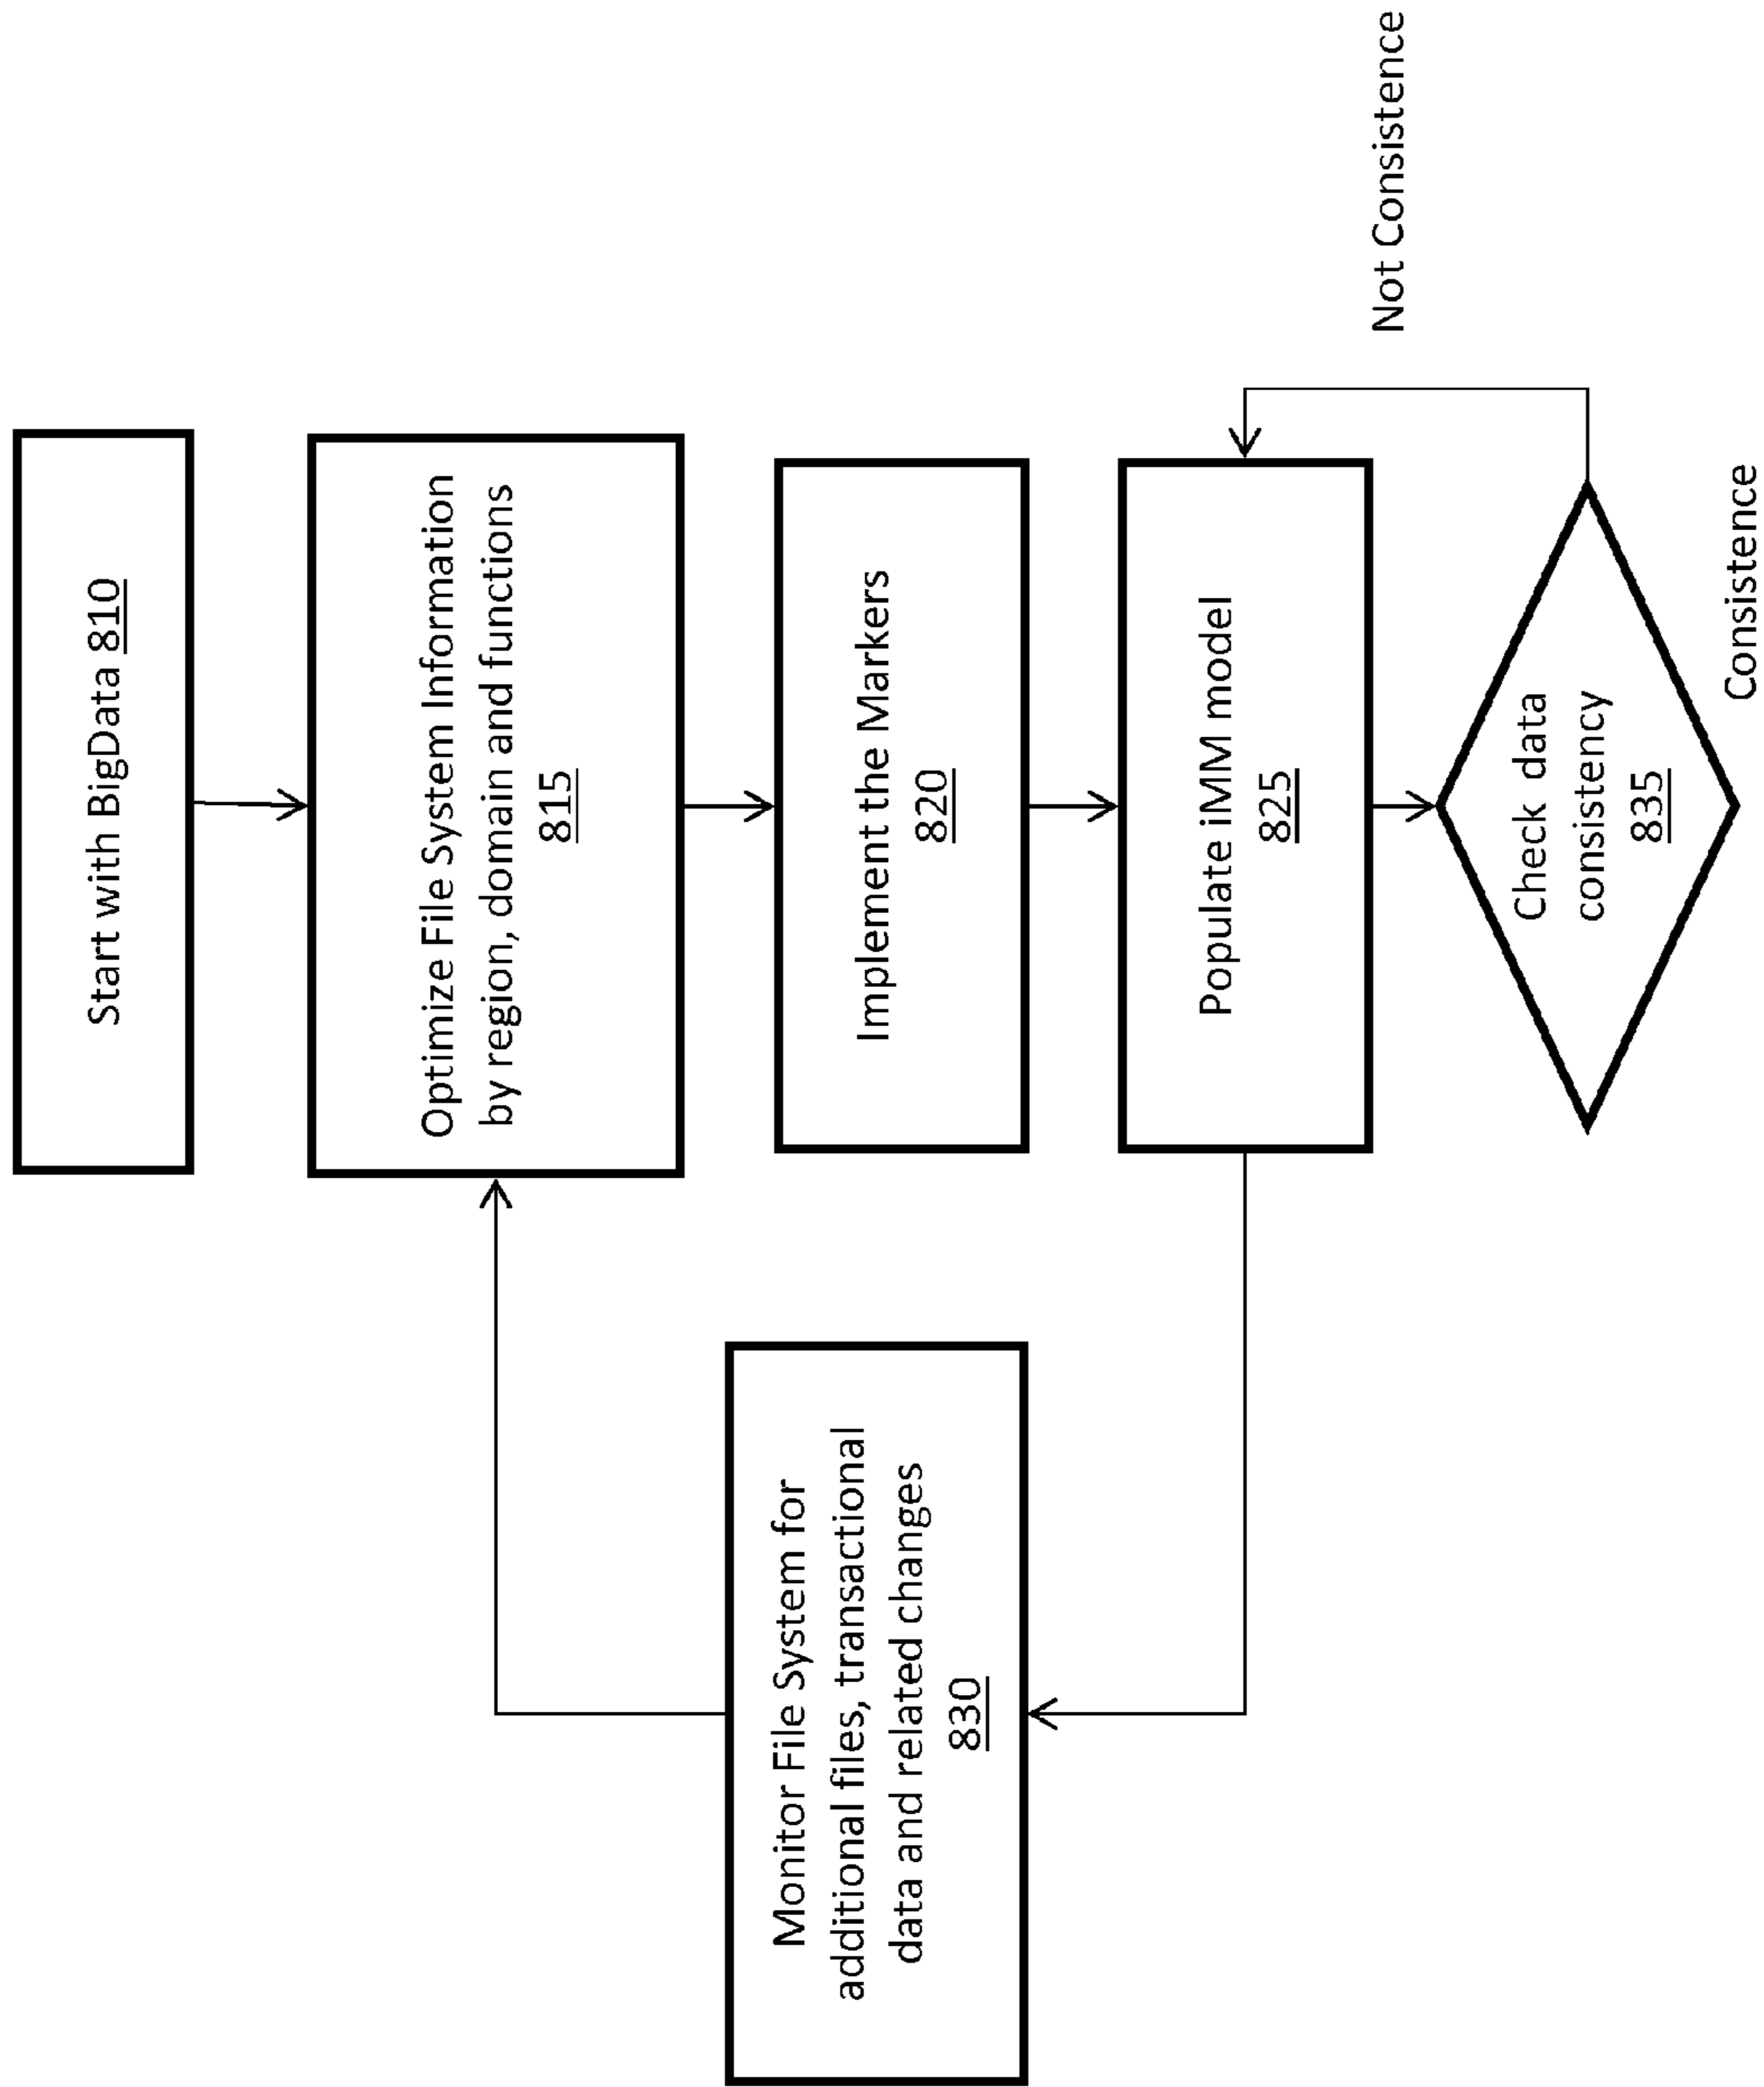 Start with BigData 810
Optimize File System Information
by region, domain and functions
815
Implement the Markers
820
Populate iMM model
825
Monitor File System for
additional files, transactional
data and related changes
830
Not Consistence
Check data
consistency
835
Consistence